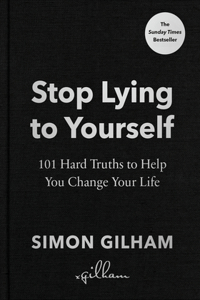 The
Sunday Times
Bestseller
Stop Lying
to Yourself
101 Hard Truths to Help
You Change Your Life
SIMON GILHAM
xgilham